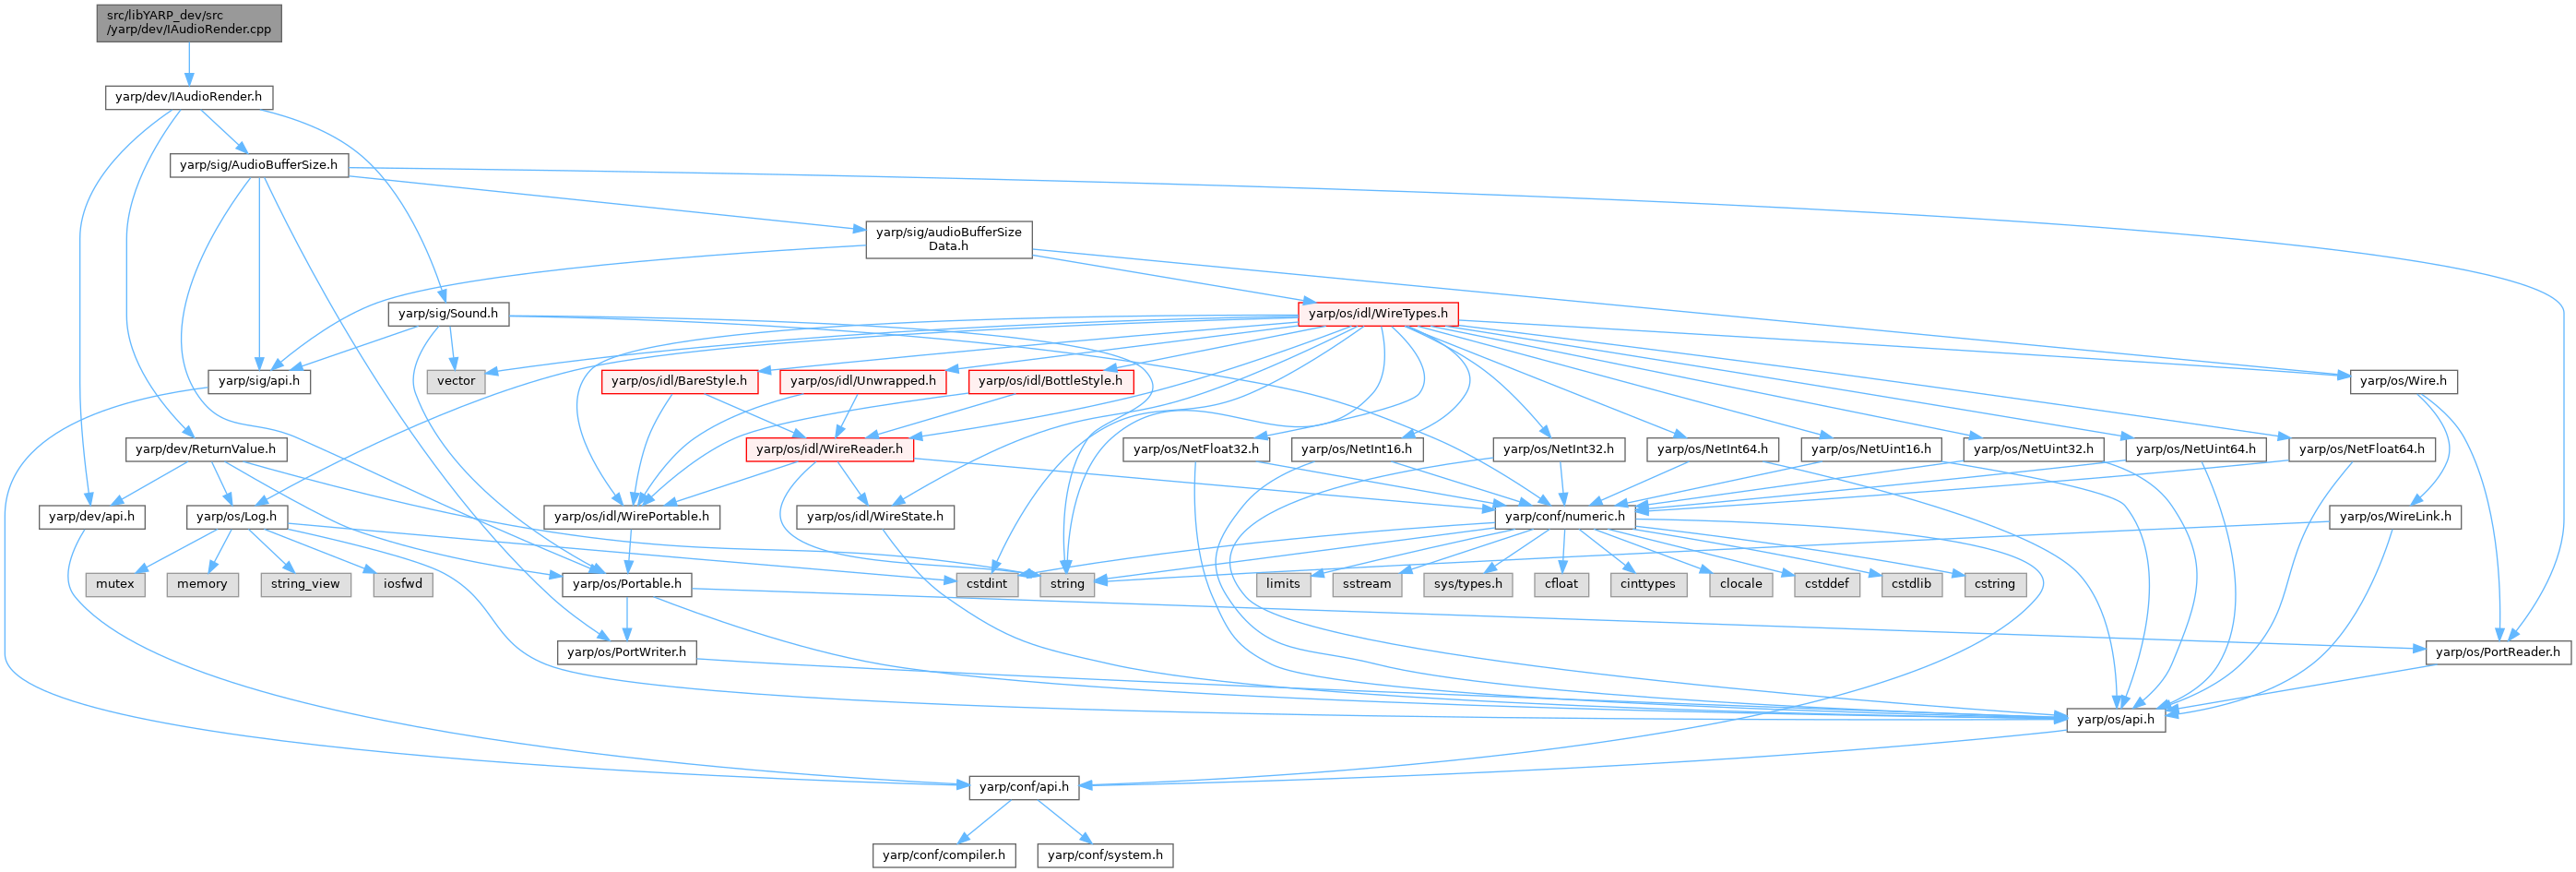 src/libYARP_dev/src
/yarp/dev/IAudioRender.cpp
yarp/dev/IAudioRender.h
yarp/sig/AudioBufferSize.h
yarp/sig/audioBufferSize
Data.h
yarp/sig/Sound.h
yarp/os/idl/WireTypes.h
yarp/sig/api.h
vector
yarp/os/idl/BareStyle.h
yarp/os/idl/Unwrapped.h
yarp/os/idl/BottleStyle.h
yarp/os/Wire.h
yarp/dev/ReturnValue.h
yarp/os/idl/WireReader.h
yarp/os/NetFloat32.h
yarp/os/NetInt16.h
yarp/os/NetInt32.h
yarp/os/NetInt64.h
yarp/os/NetUint16.h
yarp/os/NetUint32.h
yarp/os/NetUint64.h
yarp/os/NetFloat64.h
yarp/dev/api.h
yarp/os/Log.h
yarp/os/idl/WirePortable.h
yarp/os/idl/WireState.h
yarp/conf/numeric.h
yarp/os/WireLink.h
mutex
memory
string_view
iosfwd
yarp/os/Portable.h
cstdint
string
limits
sstream
sys/types.h
cfloat
cinttypes
clocale
cstddef
cstdlib
cstring
yarp/os/PortWriter.h
yarp/os/PortReader.h
yarp/os/api.h
yarp/conf/api.h
yarp/conf/compiler.h
yarp/conf/system.h